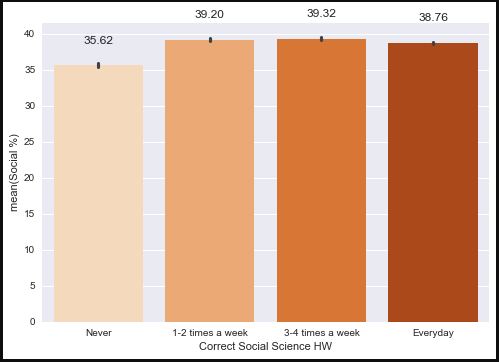 35.62
39.20
39.32
38.76
40
35
30
25
20
15
10
5
0
mean(Social %)
Never
1-2 times a week
3-4 times a week
Everyday
Correct Social Science HW